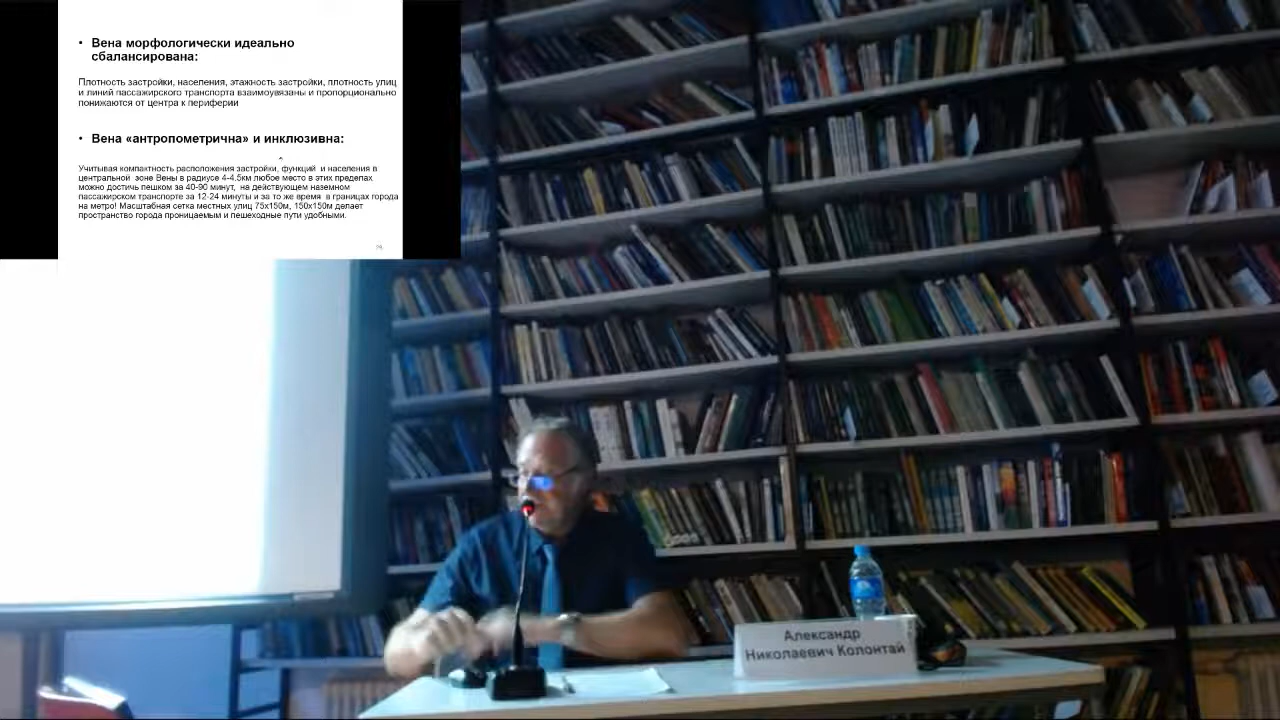 • Вена морфологически идеально
сбалансирована:
Плотность застройки, населения, этажность застройки, плотность улиц
и линий пассажирского транспорта взаимоувязаны и пропорционально
понижаются от центра к периферии
• Вена «антропометрична» и инклюзивна:
Учитывая компактность расположения застройки, функций и населения в
центральной зоне Вены в радиусе 4-4.5км любое место в этих пределах
можно достичь пешком за 40-90 минут, на действующем наземном
пассажирском транспорте за 12-24 минуты и за то же время в границах города
на метро! Масштабная сетка местных улиц 75х150м, 150х150м делает
пространство города проницаемым и пешеходные пути удобными.
Александр
Николаевич Колонтай